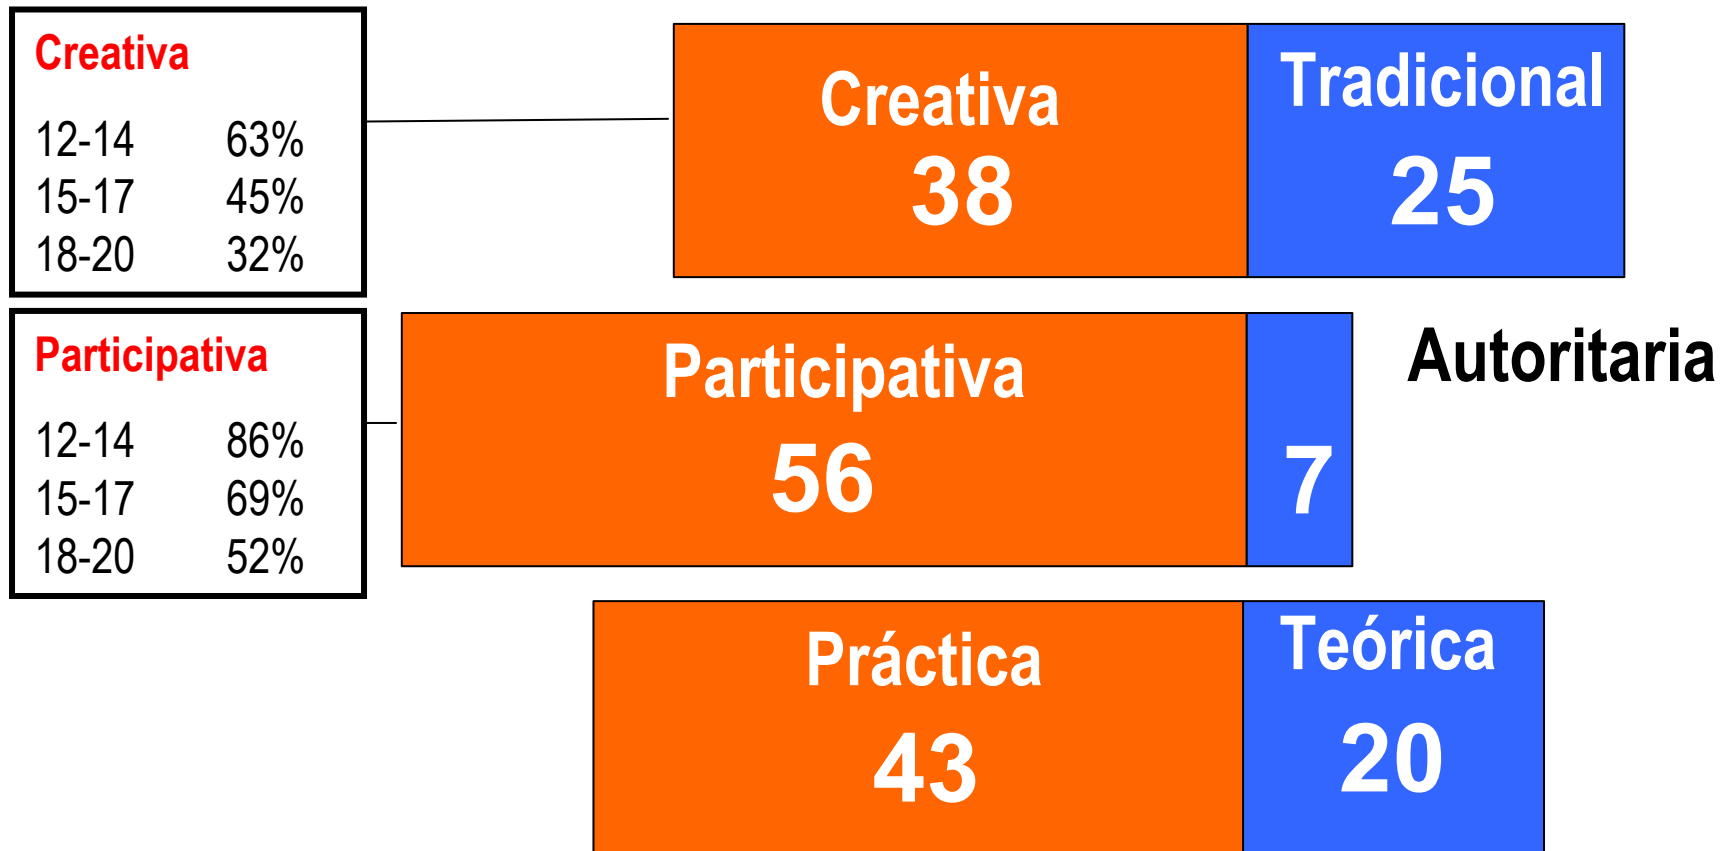 Creativa
12-14 63%
15-17 45%
18-20 32%
Creativa
38
Tradicional
25
Participativa
12-14 86%
15-17 69%
18-20 52%
Participativa
56
7
Autoritaria
Práctica
43
Teórica
20